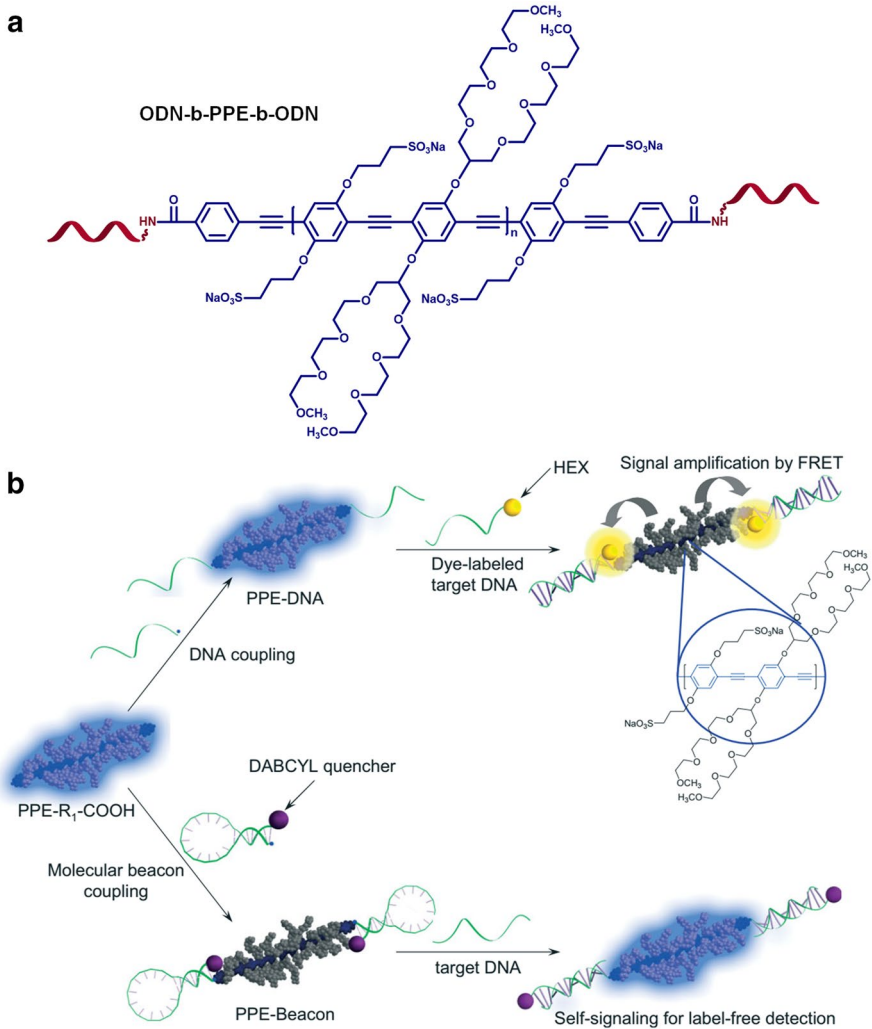 a
OCH₃
H₃CO
O
O
O
O
O
O
O
O
ODN-b-PPE-b-ODN
SO₃Na
SO₃Na
O
O
O
O
O
HN
NH
n
O
O
O
NaO₃S
NaO₃S
O
O
O
O
O
O
OCH₃
O
H₃CO
b
HEX
Signal amplification by FRET
Dye-labeled
target DNA
PPE-DNA
DNA coupling
OCH₃
H₃CO
O
O
O
O
O
O
O
O
SO₃Na
O
O
O
O
NaO₃S
O
O
O
O
O
O
OCH₃
O
H₃CO
PPE-R₁-COOH
DABCYL quencher
Molecular beacon
coupling
target DNA
PPE-Beacon
Self-signaling for label-free detection